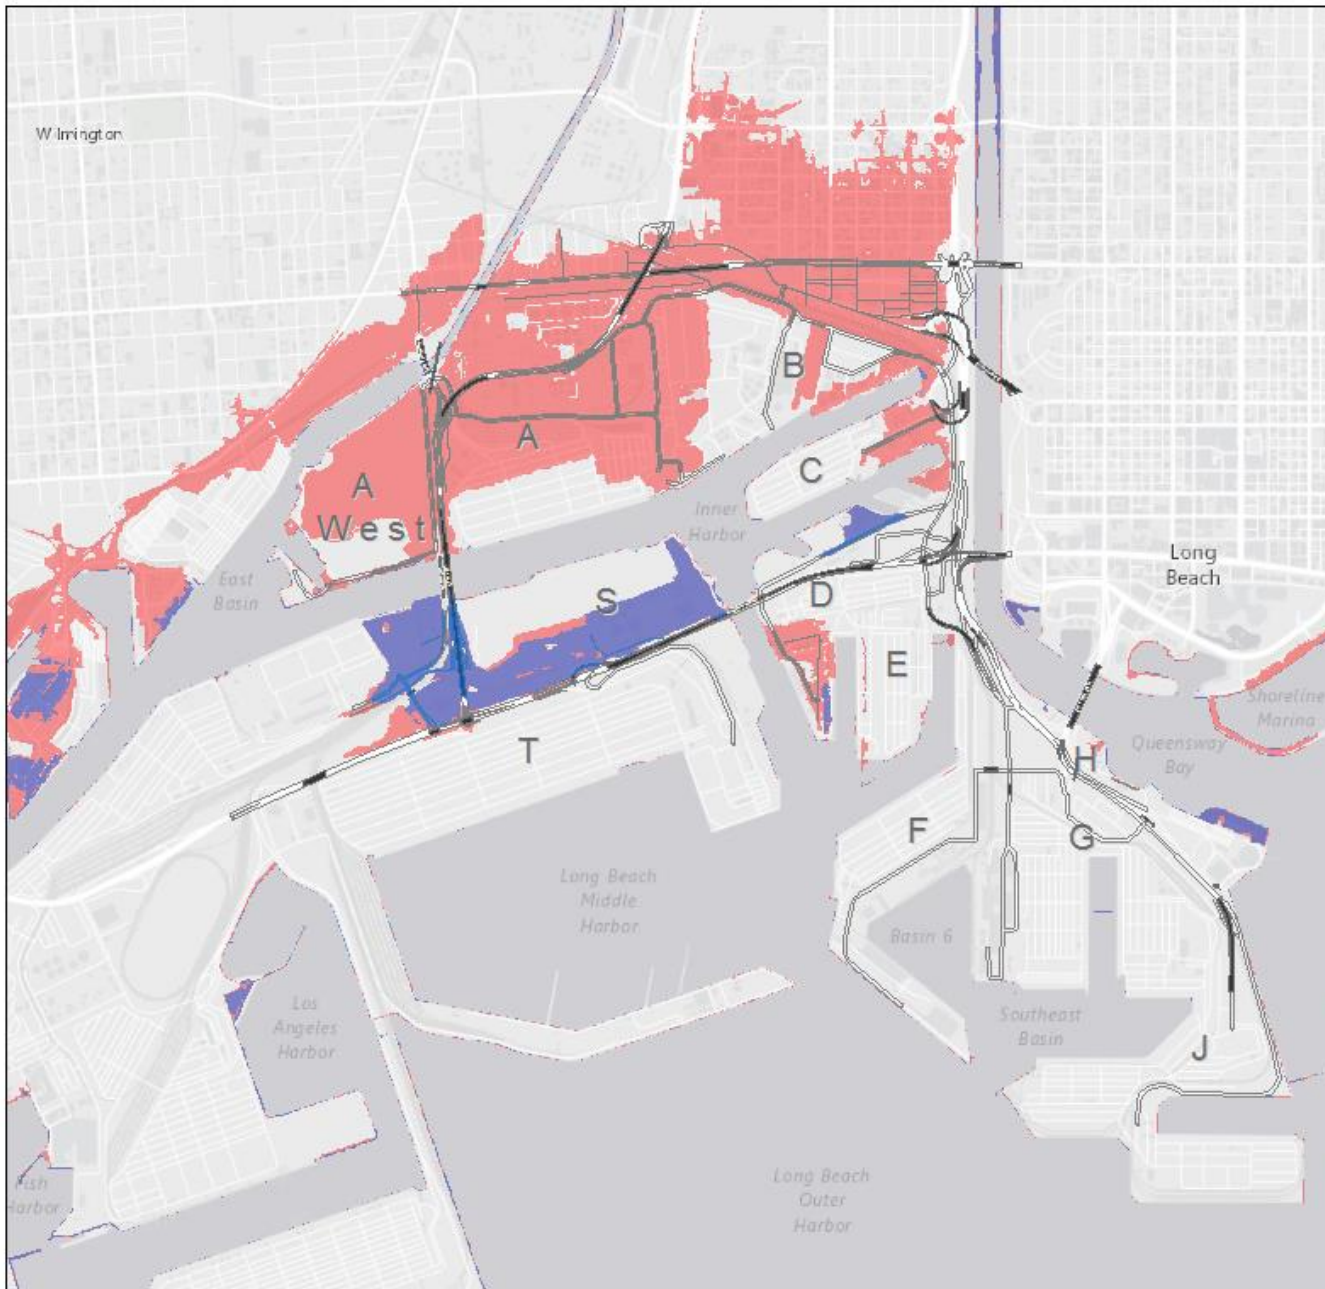 Wilmington
B
A
A
West
C
Inner
Harbor
Long
Beach
East
Basin
S
D
E
Shoreline
Marina
T
Queensway
Bay
H
F
G
Long Beach
Middle
Harbor
Basin 6
Los
Angeles
Harbor
Southeast
Basin
J
Fish
Harbor
Long Beach
Outer
Harbor